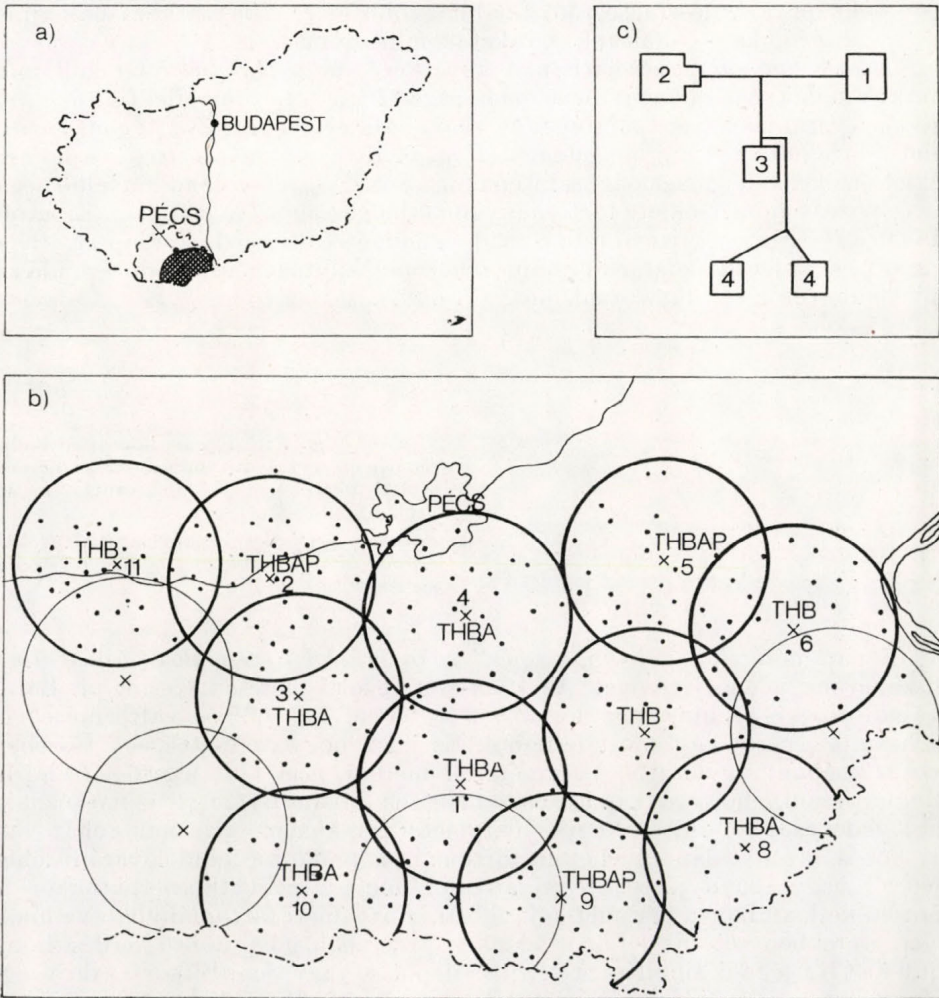 a)
BUDAPEST
PÉCS
c)
2
1
3
4
4
b)
PÉCS
THB
11
THBAP
2
4
THBA
THBAP
5
THB
6
3
THBA
THB
7
THBA
1
THBA
8
THBA
10
THBAP
9